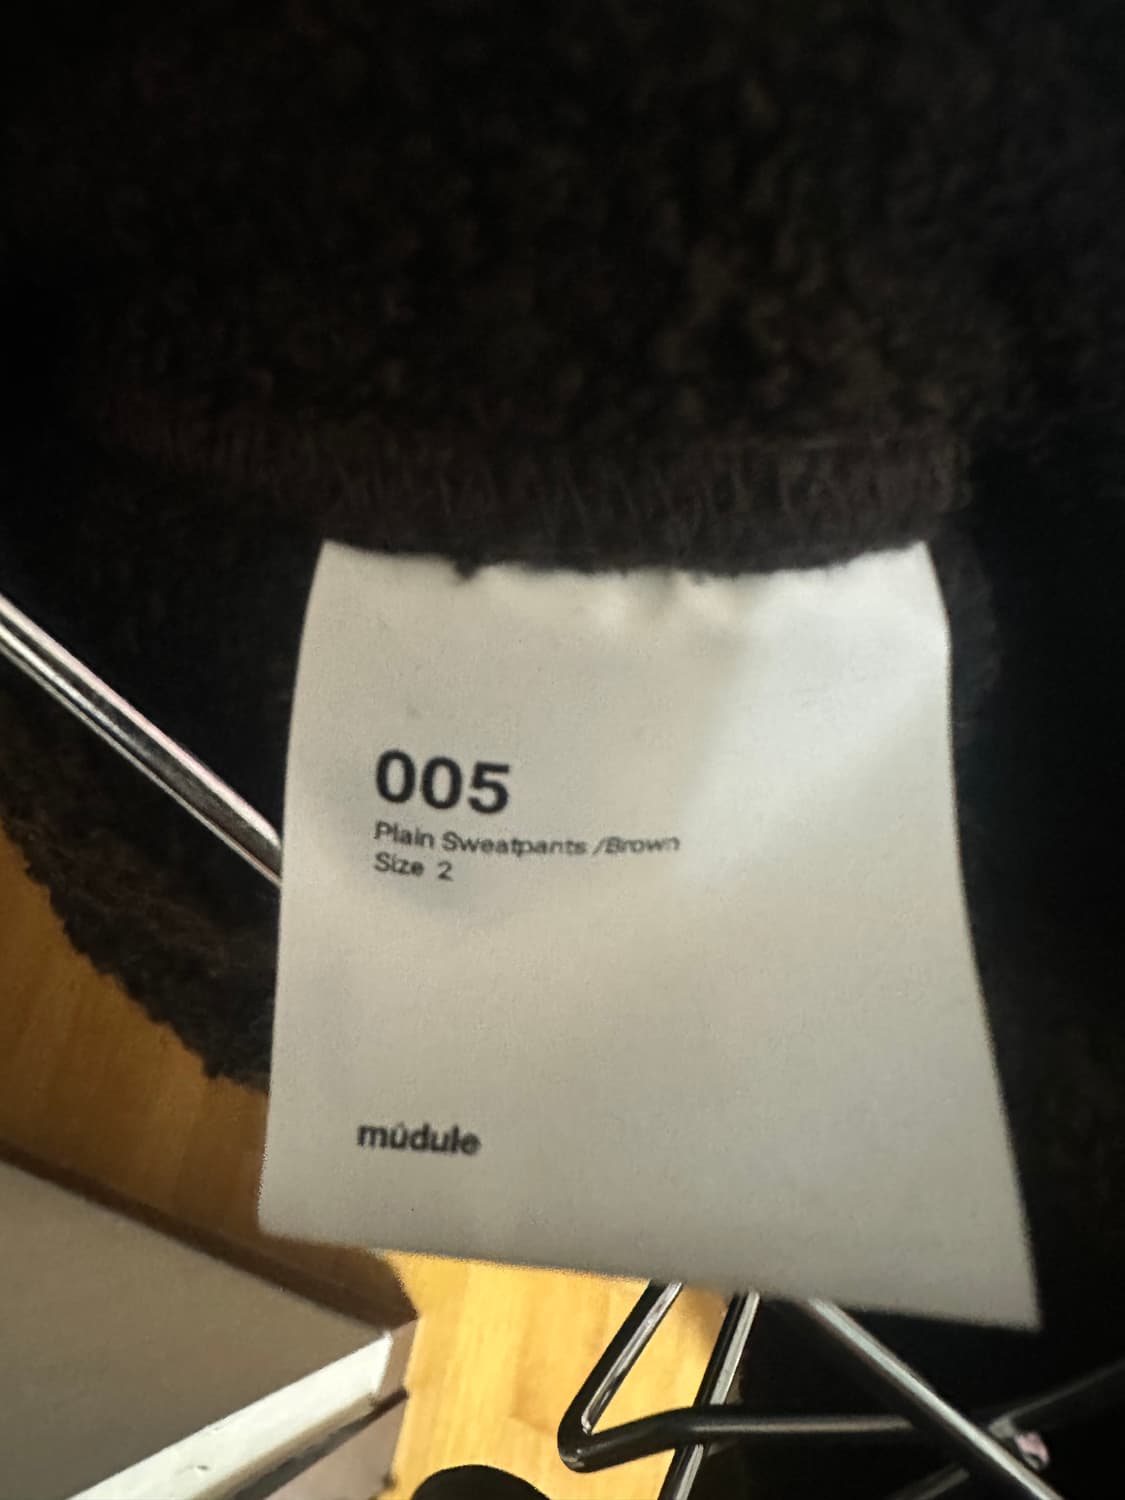 005
Plain Sweatpants /Brown
Size 2
múdule